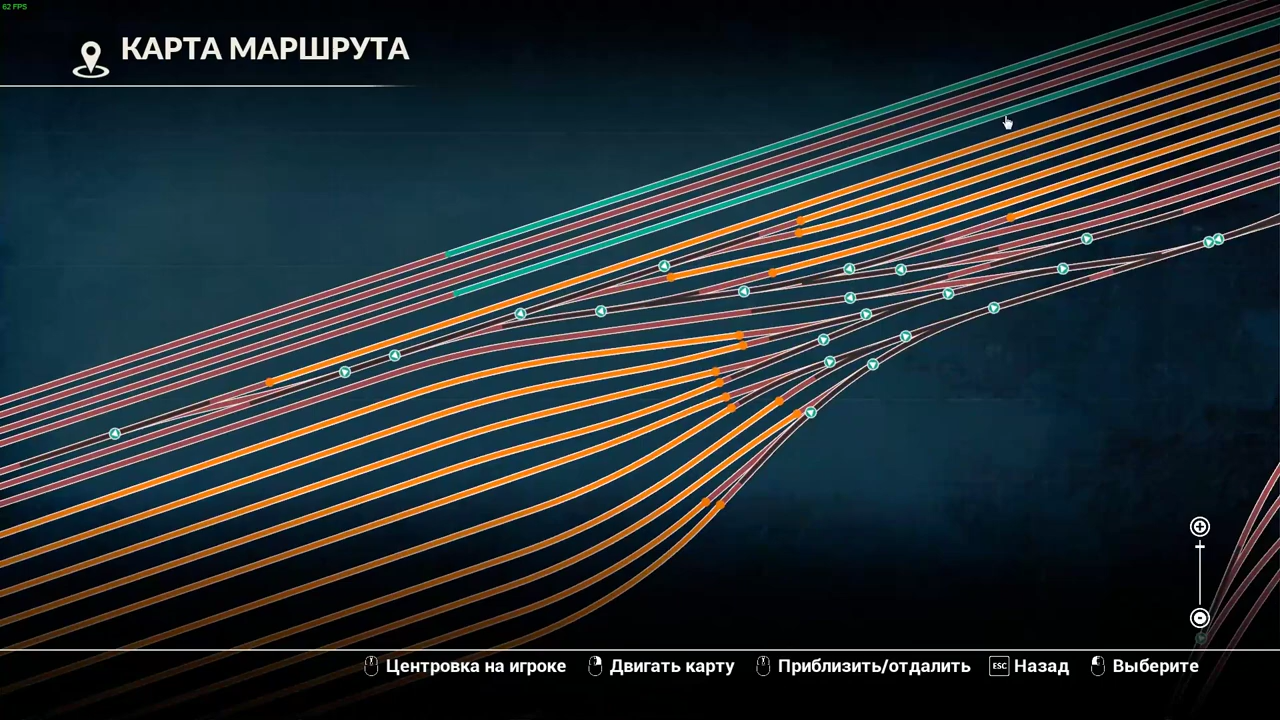 62 FPS
КАРТА МАРШРУТА
Центровка на игроке
Двигать карту
Приблизить/отдалить
ESC Назад
Выберите